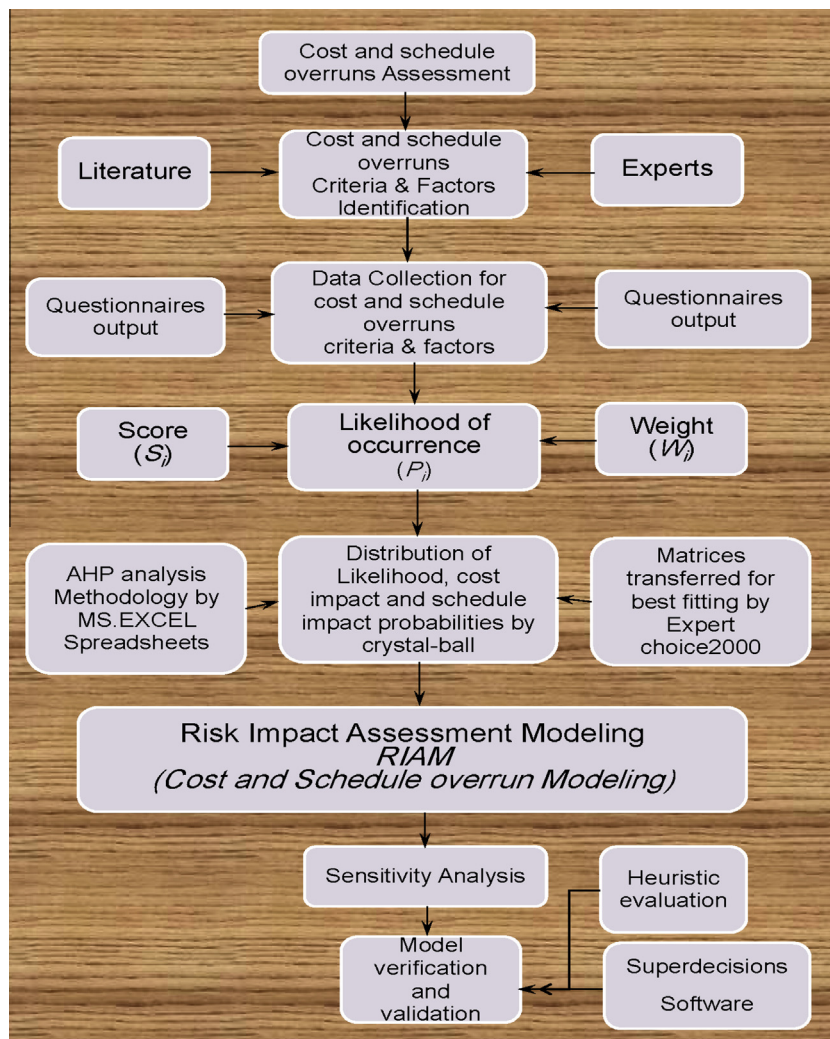 Cost and schedule
overruns Assessment
Literature
Cost and schedule
overruns
Criteria & Factors
Identification
Experts
Questionnaires
output
Data Collection for
cost and schedule
overruns
criteria & factors
Questionnaires
output
Score
(Si)
Likelihood of
occurrence
(Pi)
Weight
(Wi)
AHP analysis
Methodology by
MS.EXCEL
Spreadsheets
Distribution of
Likelihood, cost
impact and schedule
impact probabilities by
crystal-ball
Matrices
transferred for
best fitting by
Expert
choice2000
Risk Impact Assessment Modeling
RIAM
(Cost and Schedule overrun Modeling)
Sensitivity Analysis
Heuristic
evaluation
Model
verification
and
validation
Superdecisions
Software